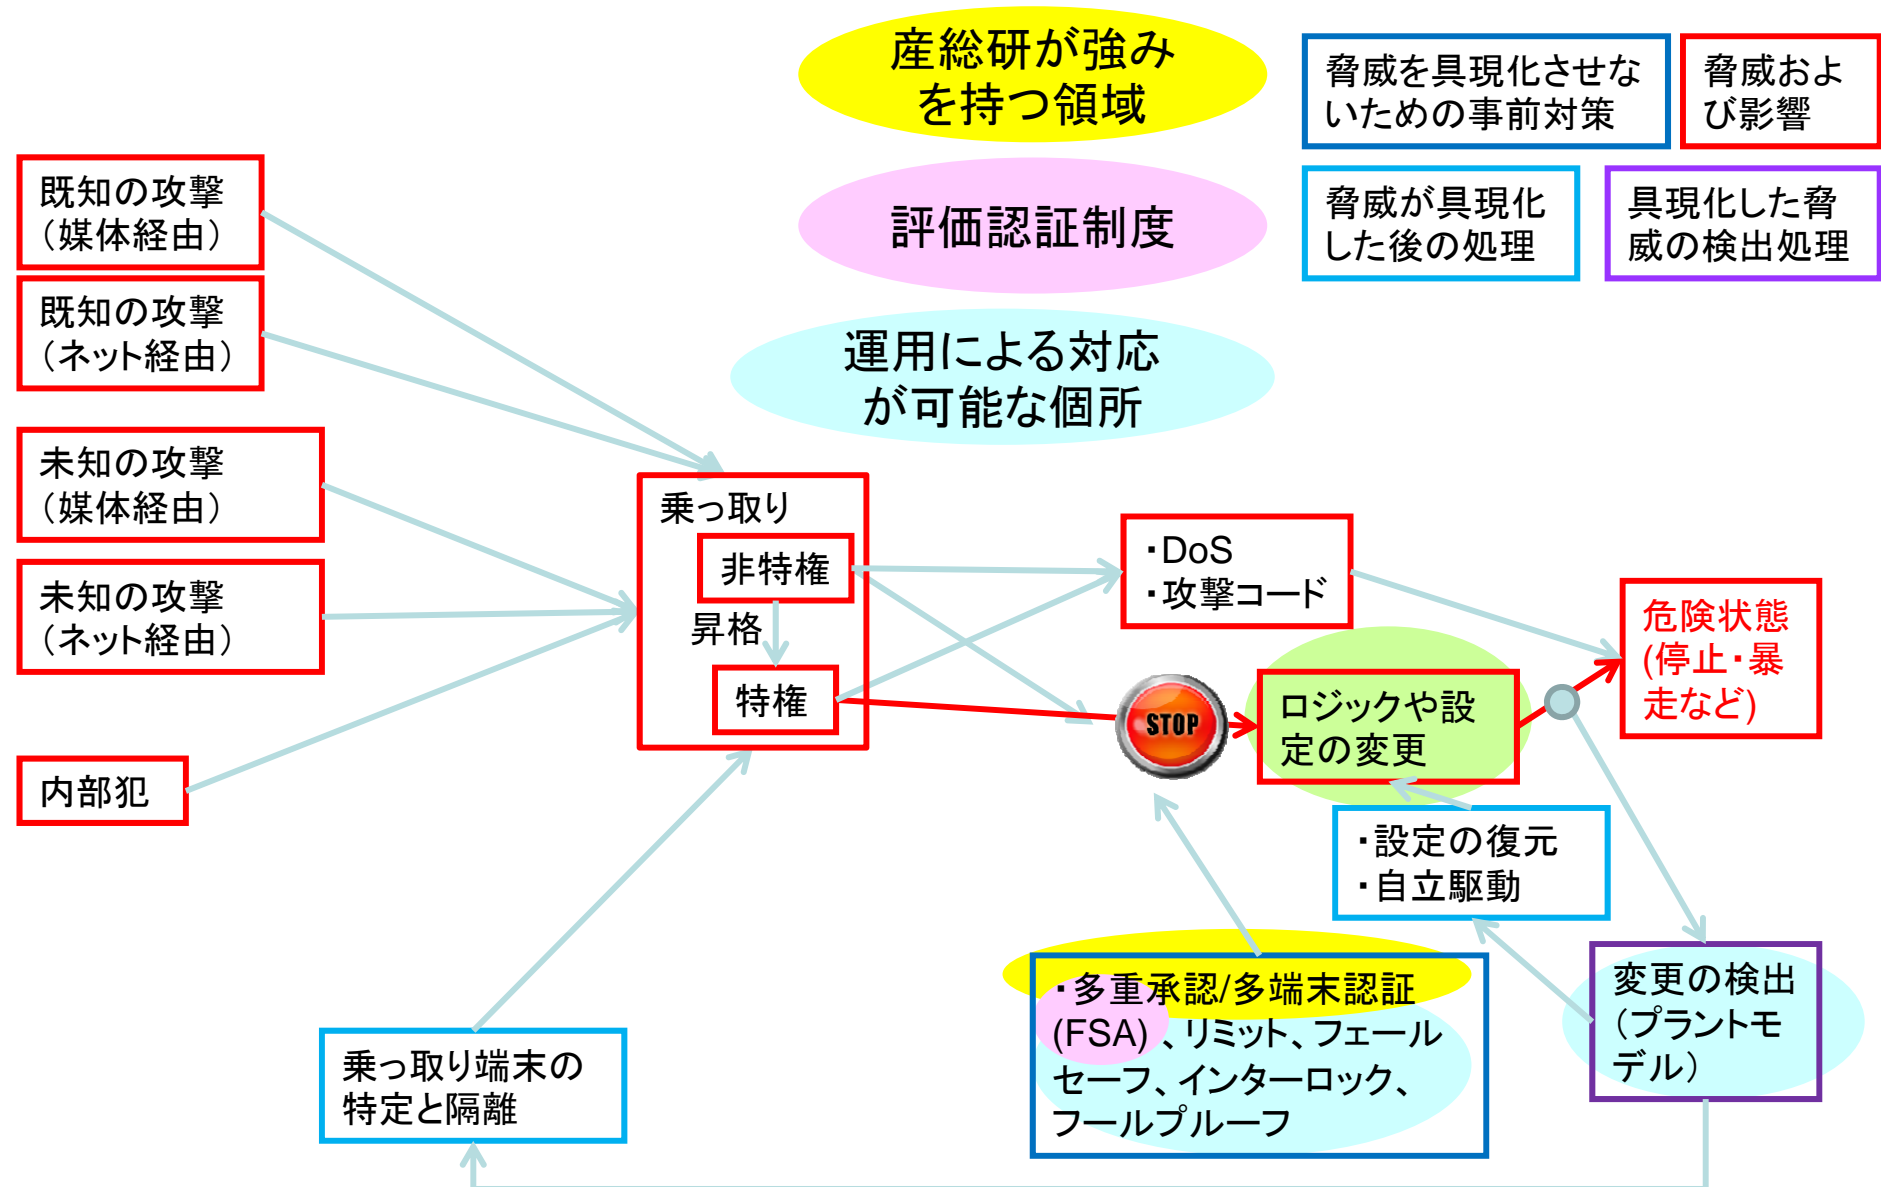 産総研が強み
を持つ領域
脅威を具現化させな
いための事前対策
脅威およ
び影響
評価認証制度
脅威が具現化
した後の処理
具現化した脅
威の検出処理
運用による対応
が可能な個所
既知の攻撃
（媒体経由）
既知の攻撃
（ネット経由）
未知の攻撃
（媒体経由）
未知の攻撃
（ネット経由）
内部犯
乗っ取り
非特権
昇格
特権
・DoS
・攻撃コード
STOP
ロジックや設
定の変更
危険状態
(停止・暴
走など)
・設定の復元
・自立駆動
変更の検出
（プラントモ
デル）
・多重承認/多端末認証
(FSA) 、リミット、フェール
セーフ、インターロック、
フールプルーフ
乗っ取り端末の
特定と隔離